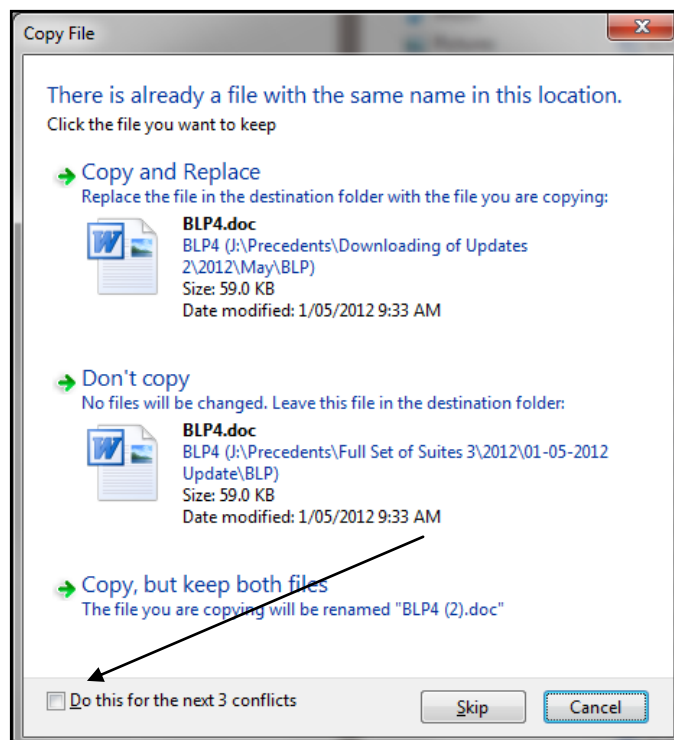 Copy File
Pictures
There is already a file with the same name in this location.
Click the file you want to keep
Copy and Replace
Replace the file in the destination folder with the file you are copying:
BLP4.doc
BLP4 (J:\Precedents\Downloading of Updates
2\2012\May\BLP)
Size: 59.0 KB
Date modified: 1/05/2012 9:33 AM
Don't copy
No files will be changed. Leave this file in the destination folder:
BLP4.doc
BLP4 (J:\Precedents\Full Set of Suites 3\2012\01-05-2012
Update\BLP)
Size: 59.0 KB
Date modified: 1/05/2012 9:33 AM
Copy, but keep both files
The file you are copying will be renamed "BLP4 (2).doc"
Do this for the next 3 conflicts
Skip
Cancel